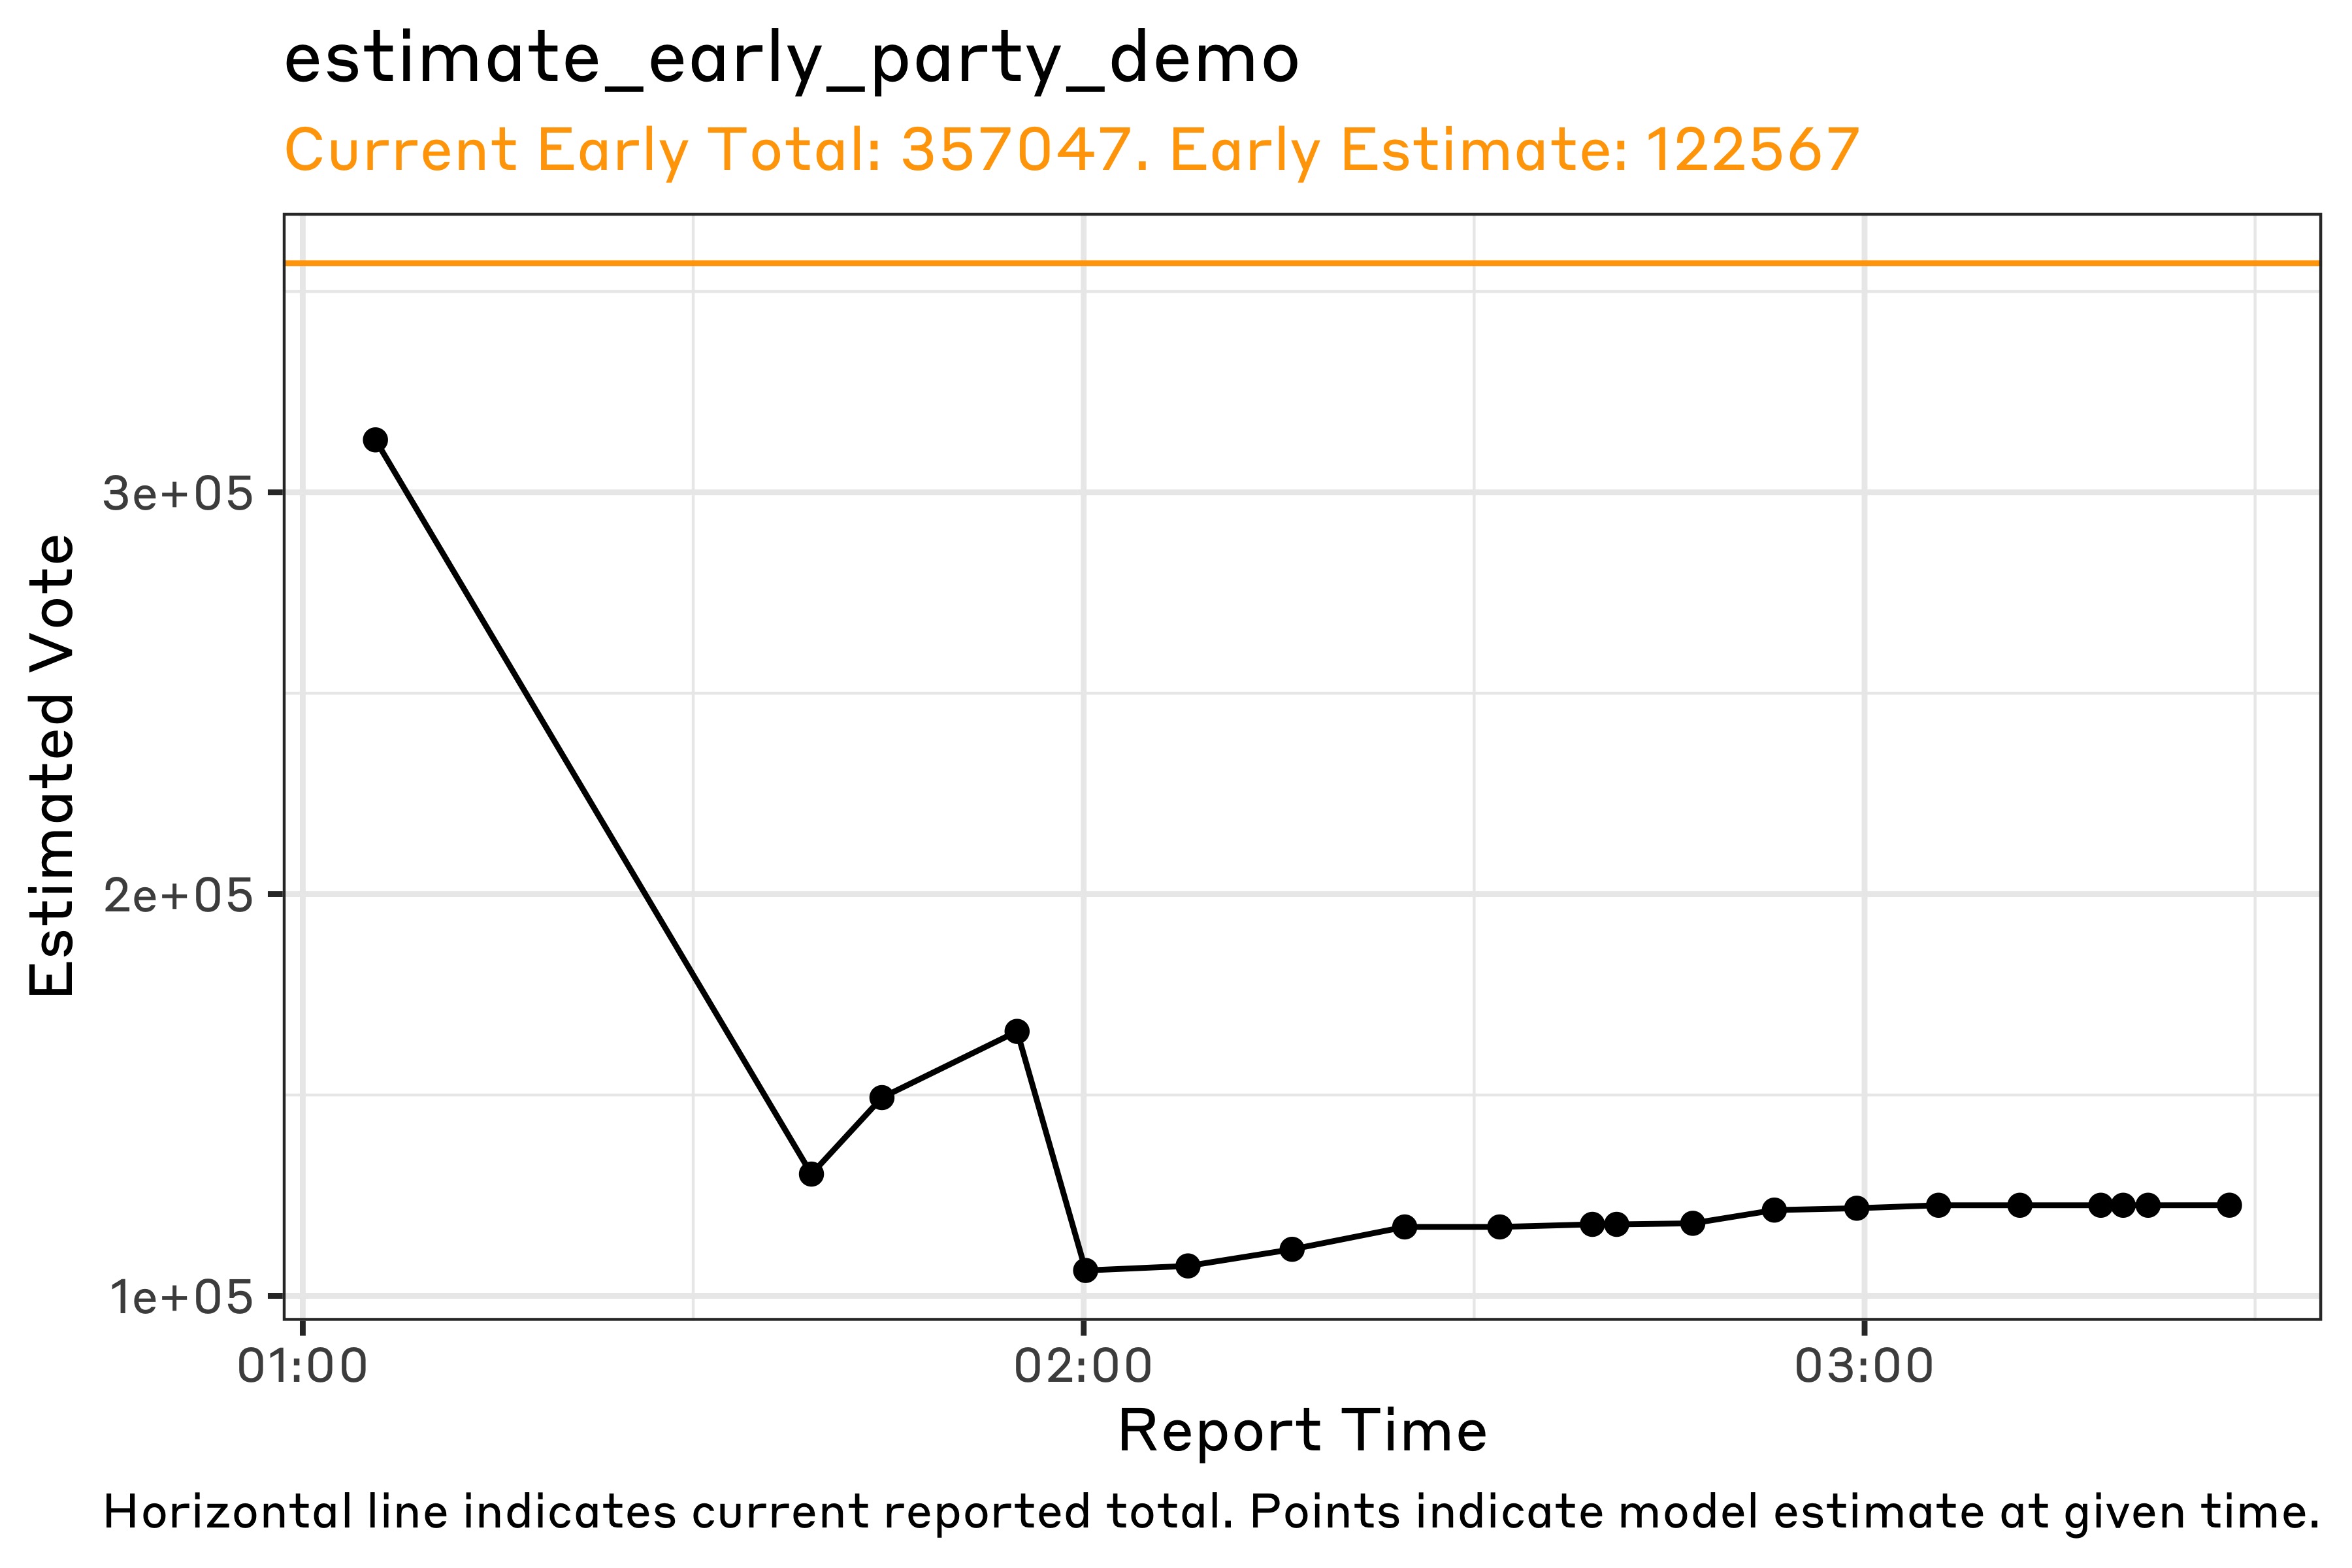 estimate_early_party_demo
Current Early Total: 357047. Early Estimate: 122567
Estimated Vote
3e+05
2e+05
1e+05
01:00 02:00 03:00
Report Time
Horizontal line indicates current reported total. Points indicate model estimate at given time.